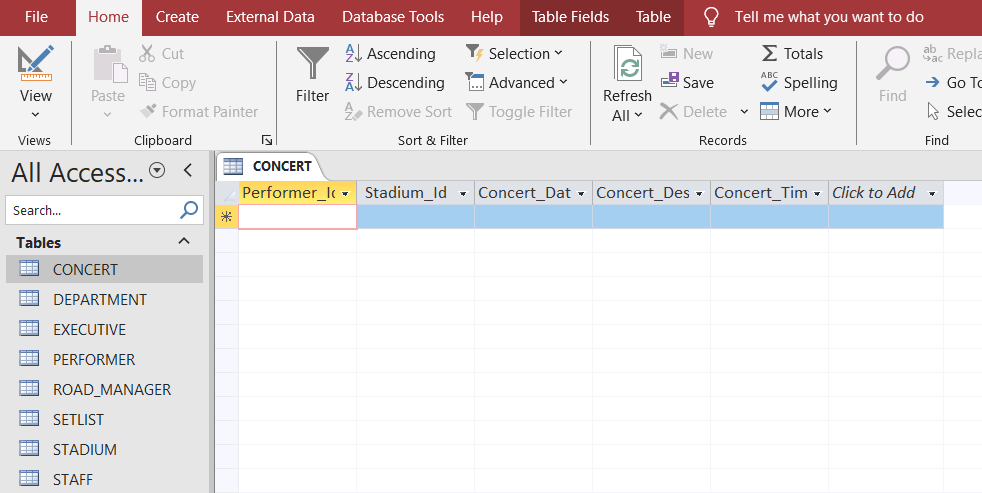 File Home Create External Data Database Tools Help Table Fields Table Tell me what you want to do
View
Views
Paste
Cut
Copy
Format Painter
Clipboard
Filter
Ascending
Descending
Remove Sort
Selection
Advanced
Toggle Filter
Sort & Filter
Refresh
All
New
Save
Delete
Totals
Spelling
More
Records
Find
Repla
Go To
Selec
Find
All Access...
Search...
Tables
CONCERT
DEPARTMENT
EXECUTIVE
PERFORMER
ROAD_MANAGER
SETLIST
STADIUM
STAFF
CONCERT
Performer_Ic Stadium_Id Concert_Dat Concert_Des Concert_Tim Click to Add